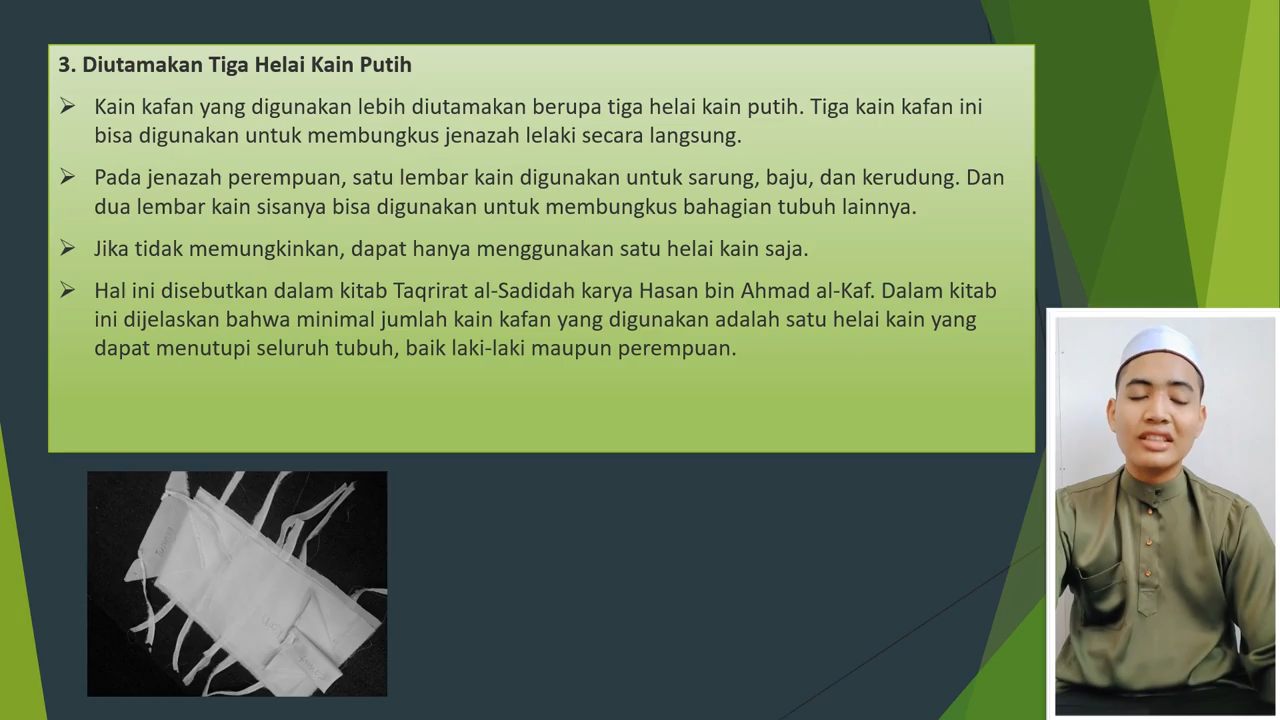 3. Diutamakan Tiga Helai Kain Putih
Kain kafan yang digunakan lebih diutamakan berupa tiga helai kain putih. Tiga kain kafan ini
bisa digunakan untuk membungkus jenazah lelaki secara langsung.
Pada jenazah perempuan, satu lembar kain digunakan untuk sarung, baju, dan kerudung. Dan
dua lembar kain sisanya bisa digunakan untuk membungkus bahagian tubuh lainnya.
Jika tidak memungkinkan, dapat hanya menggunakan satu helai kain saja.
Hal ini disebutkan dalam kitab Taqrirat al-Sadidah karya Hasan bin Ahmad al-Kaf. Dalam kitab
ini dijelaskan bahwa minimal jumlah kain kafan yang digunakan adalah satu helai kain yang
dapat menutupi seluruh tubuh, baik laki-laki maupun perempuan.